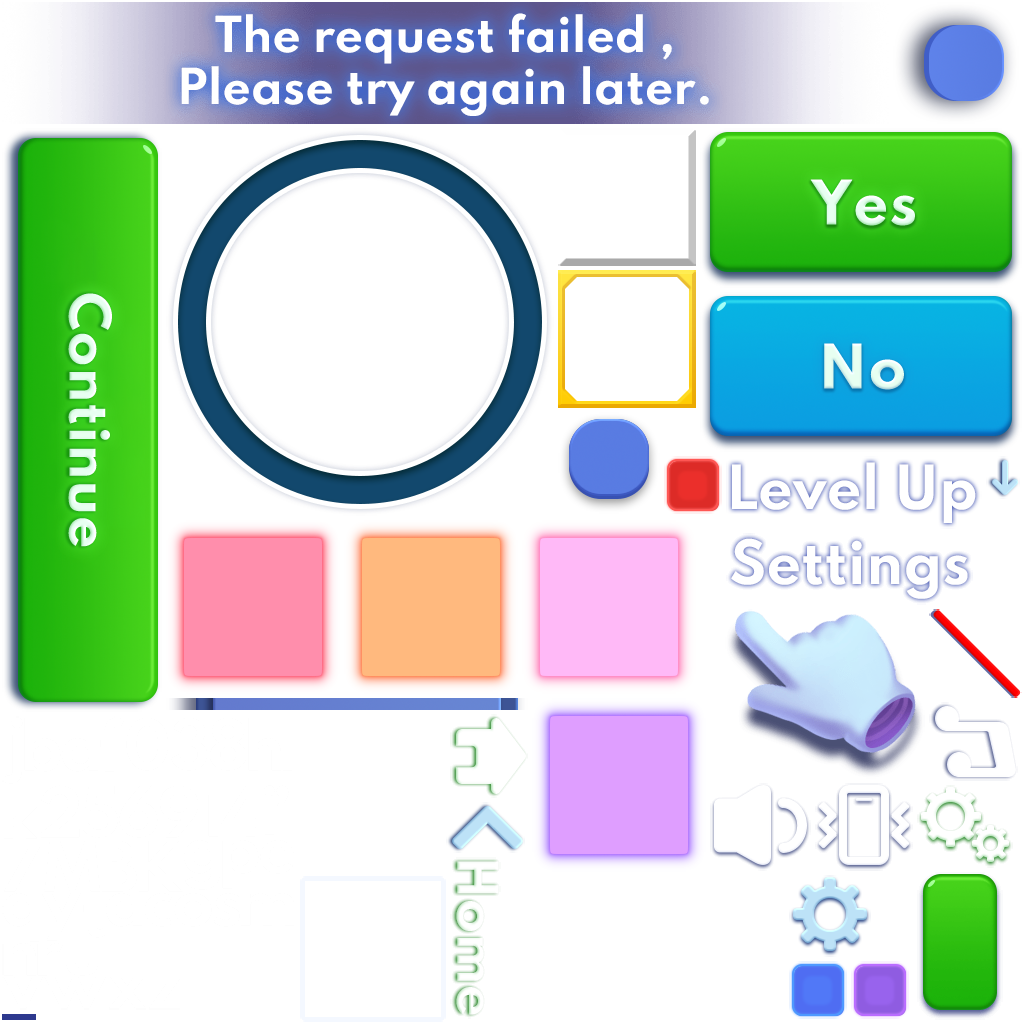 The request failed ,
Please try again later.
Continue
Yes
No
Level Up
Settings
Home